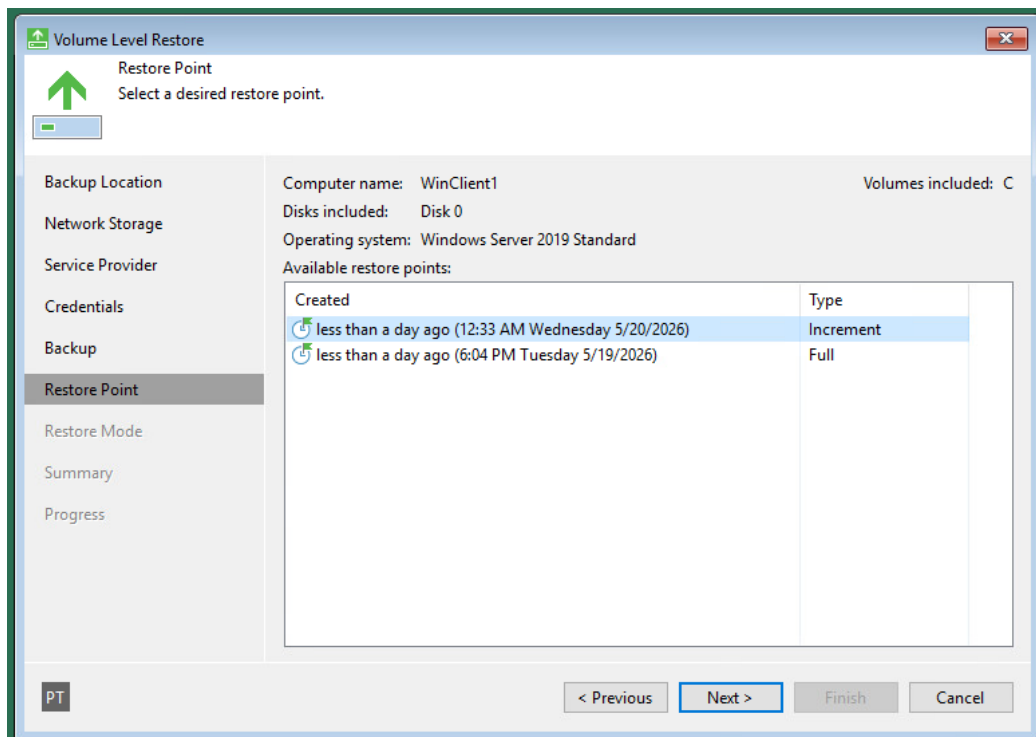 Volume Level Restore
Restore Point
Select a desired restore point.
Backup Location
Network Storage
Service Provider
Credentials
Backup
Restore Point
Restore Mode
Summary
Progress
Computer name: WinClient1 Volumes included: C
Disks included: Disk 0
Operating system: Windows Server 2019 Standard
Available restore points:
Created Type
less than a day ago (12:33 AM Wednesday 5/20/2026) Increment
less than a day ago (6:04 PM Tuesday 5/19/2026) Full
PT < Previous Next > Finish Cancel